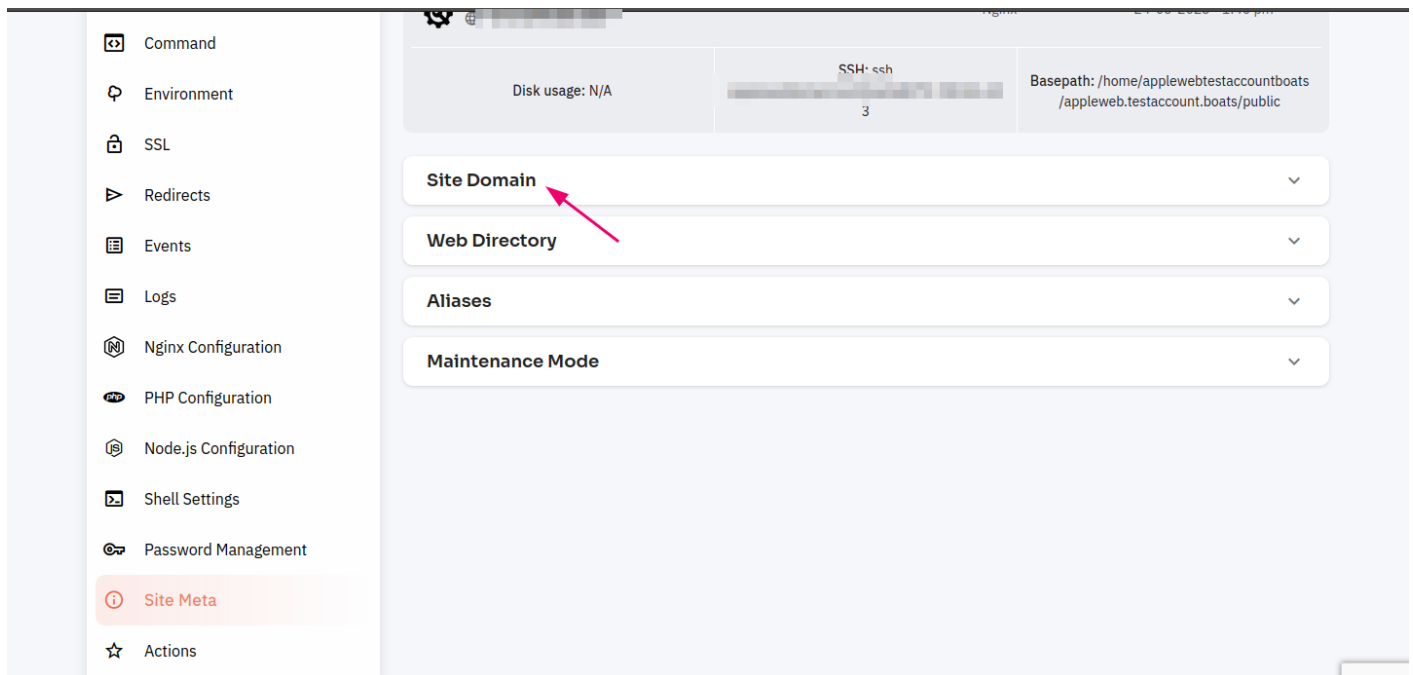 Command
Environment
SSL
Redirects
Events
Logs
Nginx Configuration
PHP Configuration
Node.js Configuration
Shell Settings
Password Management
Site Meta
Actions
Disk usage: N/A
SSH: ssh
3
Basepath: /home/applewebtestaccountboats
/appleweb.testaccount.boats/public
Site Domain
Web Directory
Aliases
Maintenance Mode